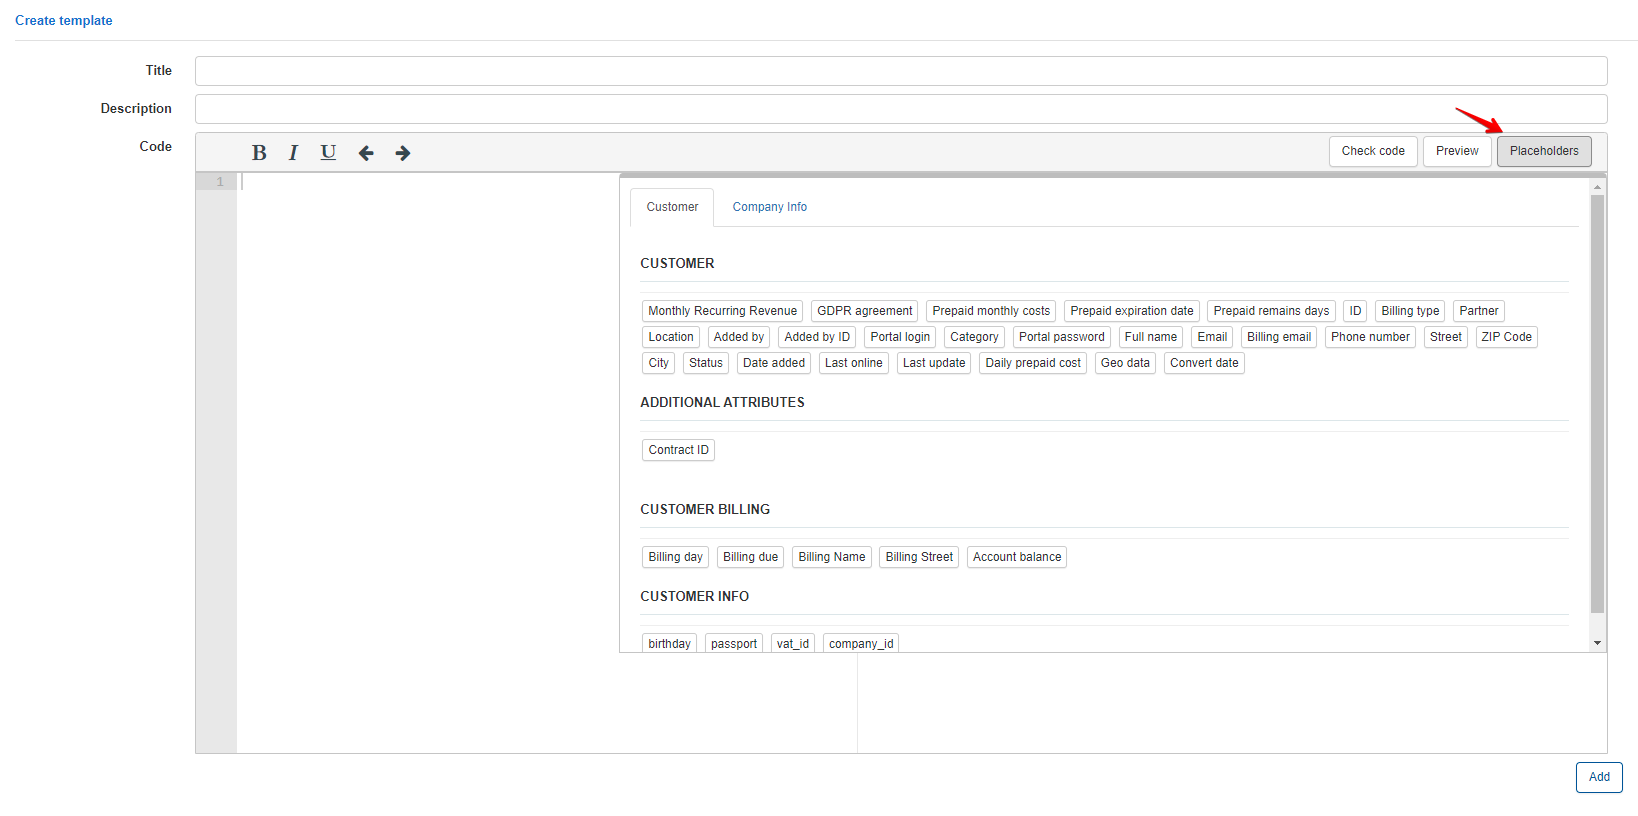 Create template
Title
Description
Code
B I U Check code Preview Placeholders
1
Customer Company Info
CUSTOMER
Monthly Recurring Revenue GDPR agreement Prepaid monthly costs Prepaid expiration date Prepaid remains days ID Billing type Partner
Location Added by Added by ID Portal login Category Portal password Full name Email Billing email Phone number Street ZIP Code
City Status Date added Last online Last update Daily prepaid cost Geo data Convert date
ADDITIONAL ATTRIBUTES
Contract ID
CUSTOMER BILLING
Billing day Billing due Billing Name Billing Street Account balance
CUSTOMER INFO
birthday passport vat_id company_id
Add